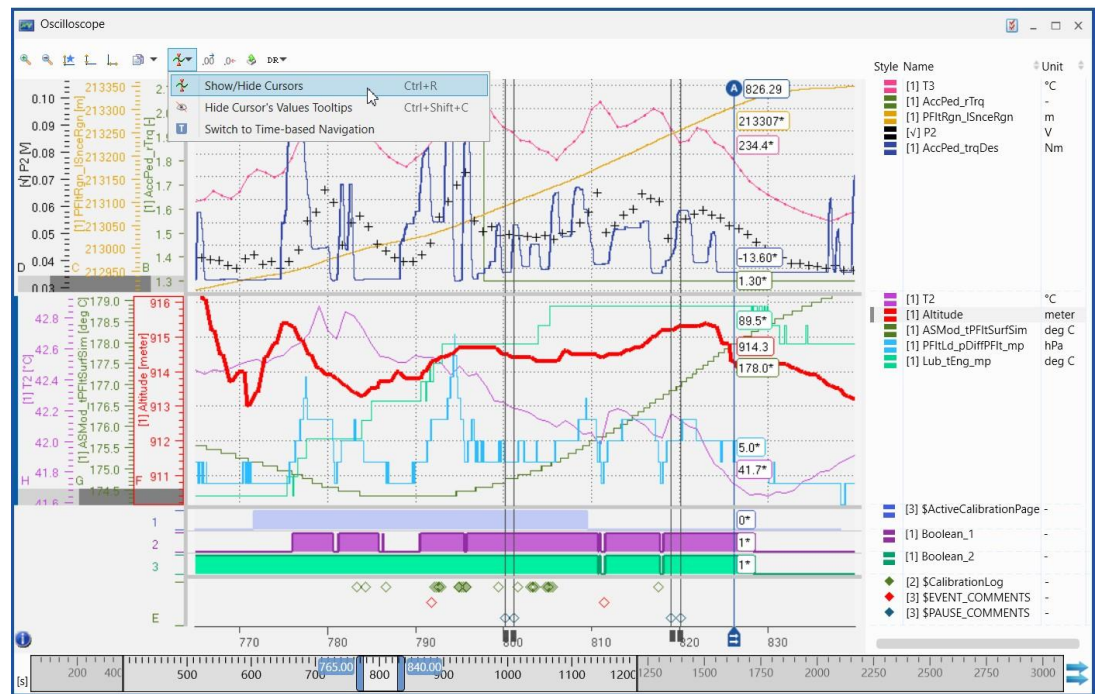 Oscilloscope
DR
Show/Hide Cursors Ctrl+R
Hide Cursor's Values Tooltips Ctrl+Shift+C
Switch to Time-based Navigation
Style Name Unit
[1] T3 °C
[1] AccPed_rTrq -
[1] PFltRgn_lSnceRgn m
[√] P2 V
[1] AccPed_trqDes Nm
[√] P2 [V]
0.10
0.09
0.08
0.07
0.06
0.05
0.04
0.03
D
[1] PFltRgn_lSnceRgn [m]
213350
213300
213250
213200
213150
213100
213050
213000
212950
C
[1] AccPed_rTrq [-]
1.8
1.7
1.6
1.5
1.4
1.3
B
A
826.29
213307*
234.4*
-13.60*
1.30*
[1] T2 °C
[1] Altitude meter
[1] ASMod_tPFltSurfSim deg C
[1] PFltLd_pDiffPFlt_mp hPa
[1] Lub_tEng_mp deg C
[1] T2 [°C]
42.8
42.6
42.4
42.2
42.0
41.8
41.6
H
[1] ASMod_tPFltSurfSim [deg C]
179.0
178.5
178.0
177.5
177.0
176.5
176.0
175.5
175.0
174.5
G
[1] Altitude [meter]
916
915
914
913
912
911
F
89.5*
914.3
178.0*
5.0*
41.7*
1
2
3
0*
1*
1*
[3] $ActiveCalibrationPage -
[1] Boolean_1 -
[1] Boolean_2 -
[2] $CalibrationLog -
[3] $EVENT_COMMENTS -
[3] $PAUSE_COMMENTS -
E
770 780 790 800 810 820 830
[s]
200 400 500 600 700 765.00 800 840.00 900 1000 1100 1200 1250 1500 1750 2000 2250 2500 2750 3000